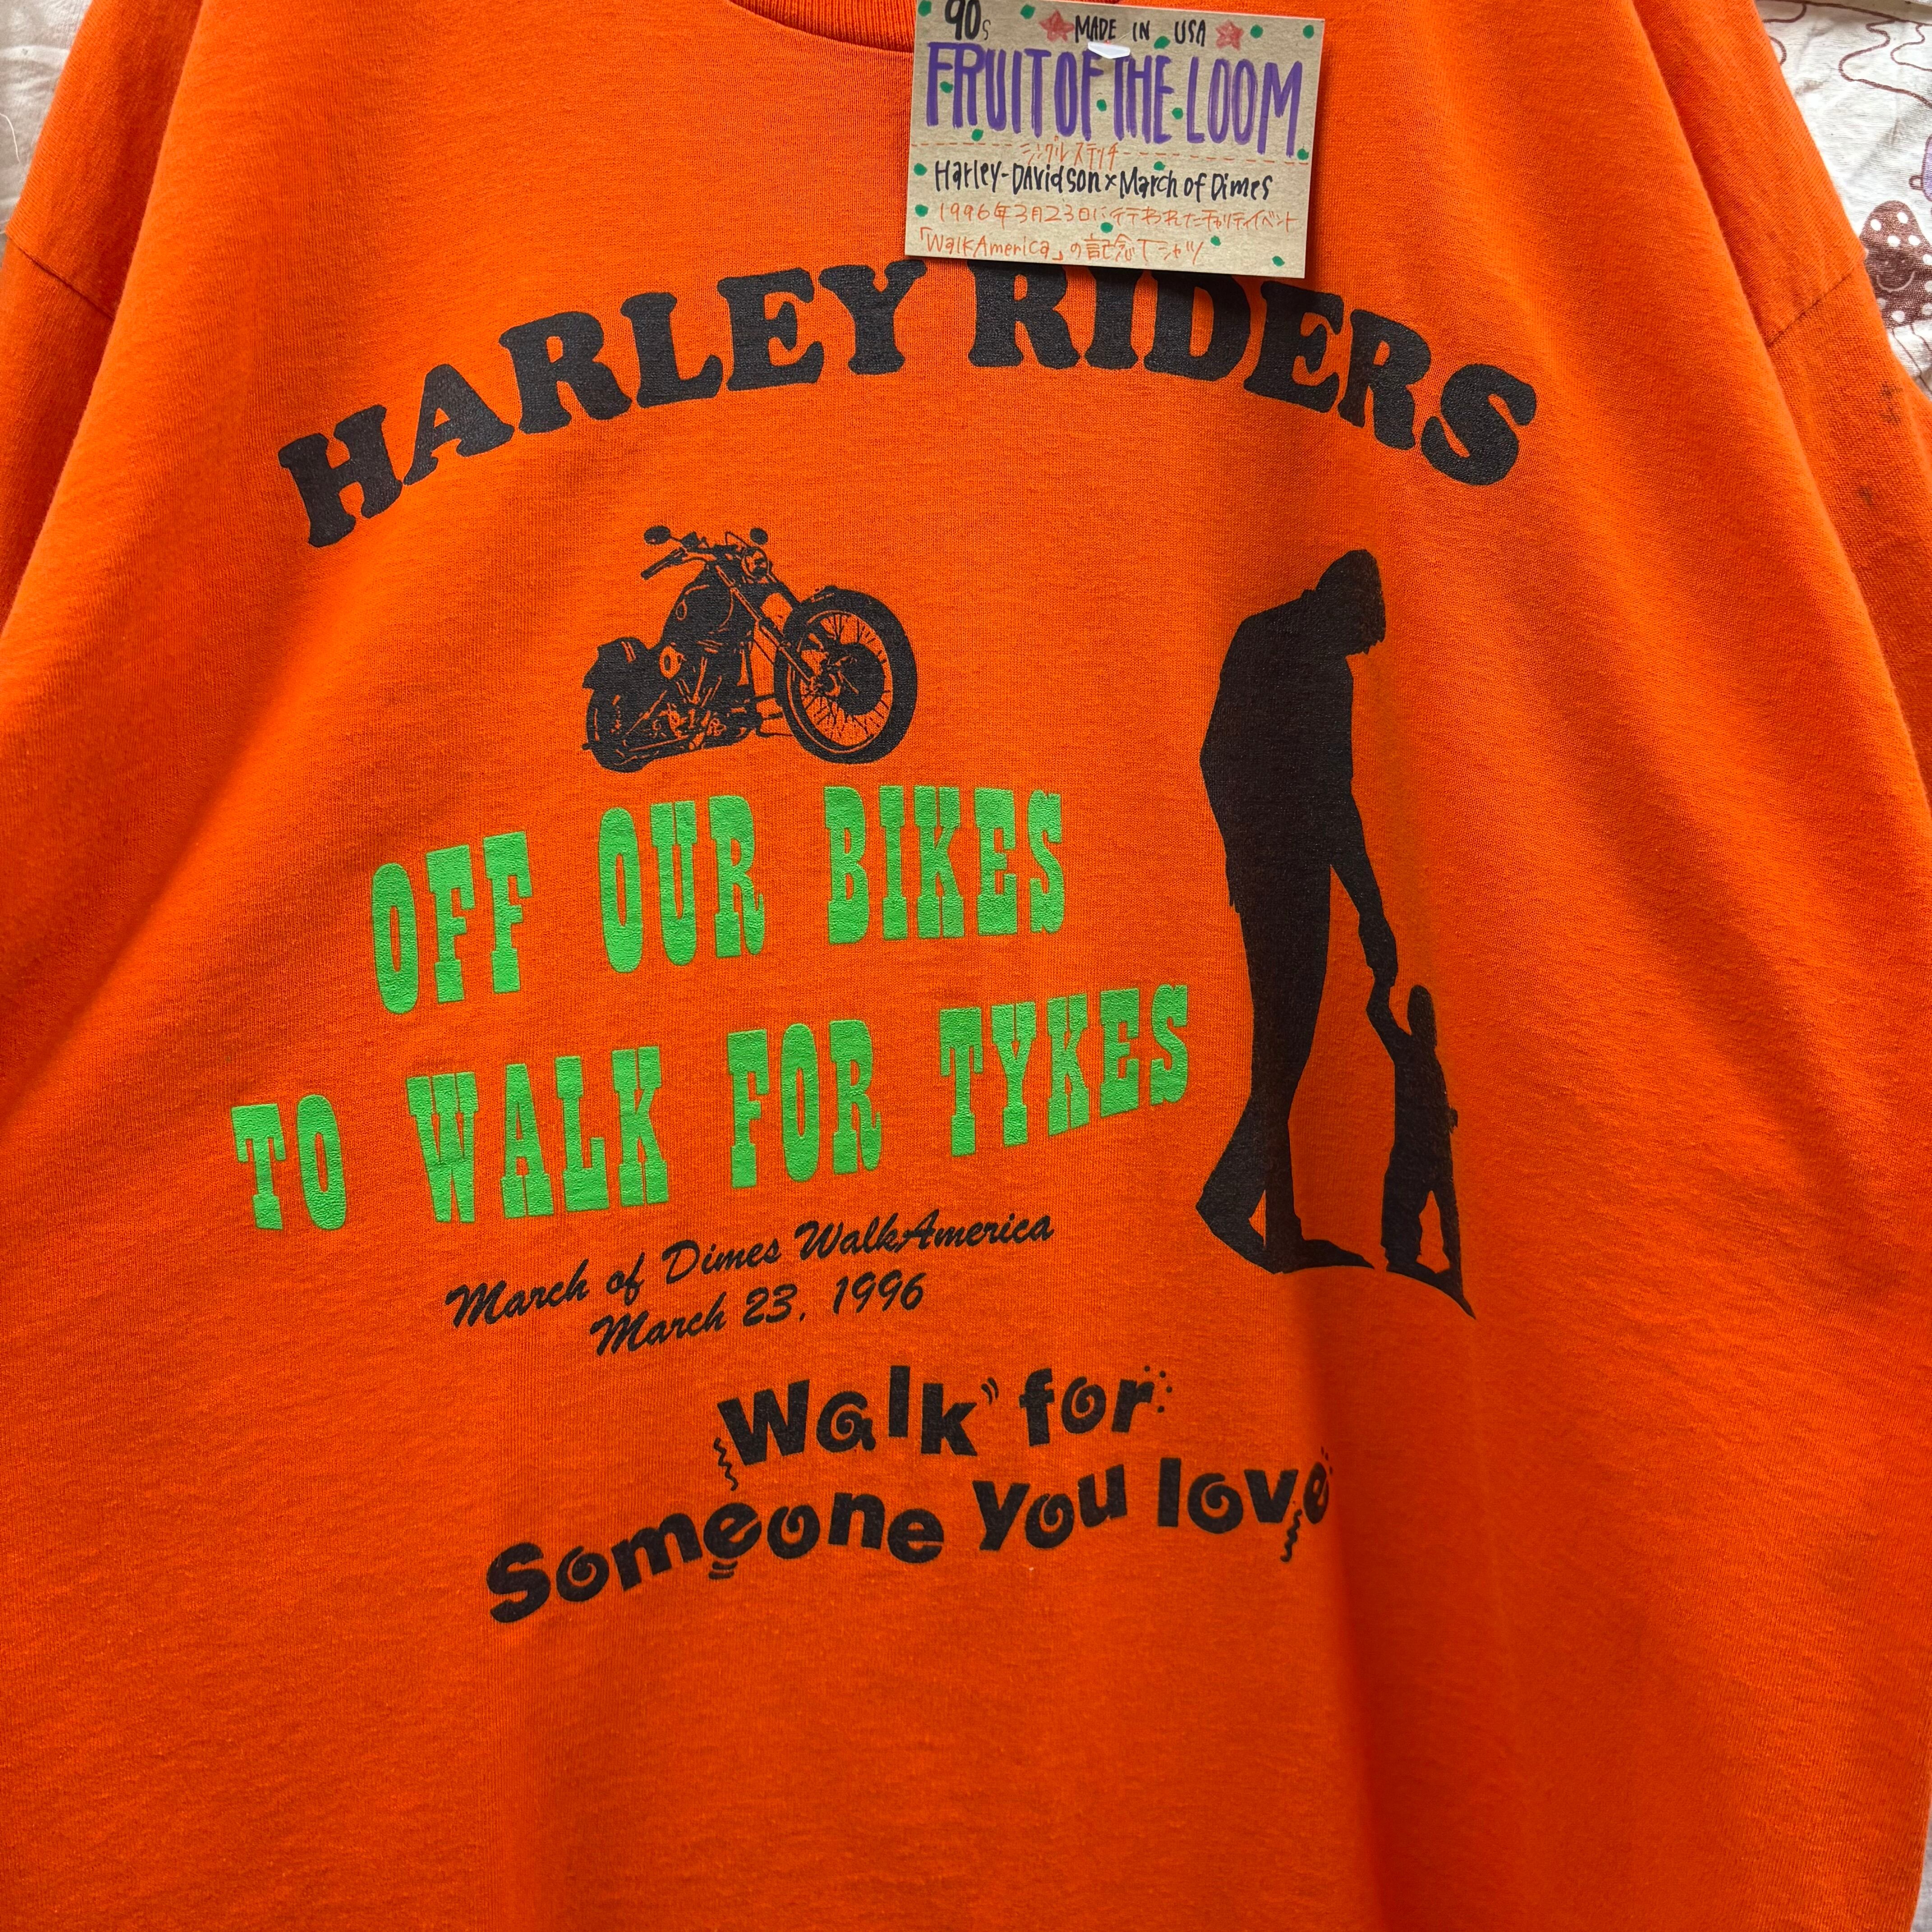 90s ★ MADE IN USA ★
FRUIT OF THE LOOM
シングルステッチ
Harley-Davidson×March of Dimes
1996年3月23日に行われたチャリティイベント
「WalkAmerica」の記念Tシャツ
HARLEY RIDERS
OFF OUR BIKES
TO WALK FOR TYKES
March of Dimes WalkAmerica
March 23, 1996
Walk for
Someone you love